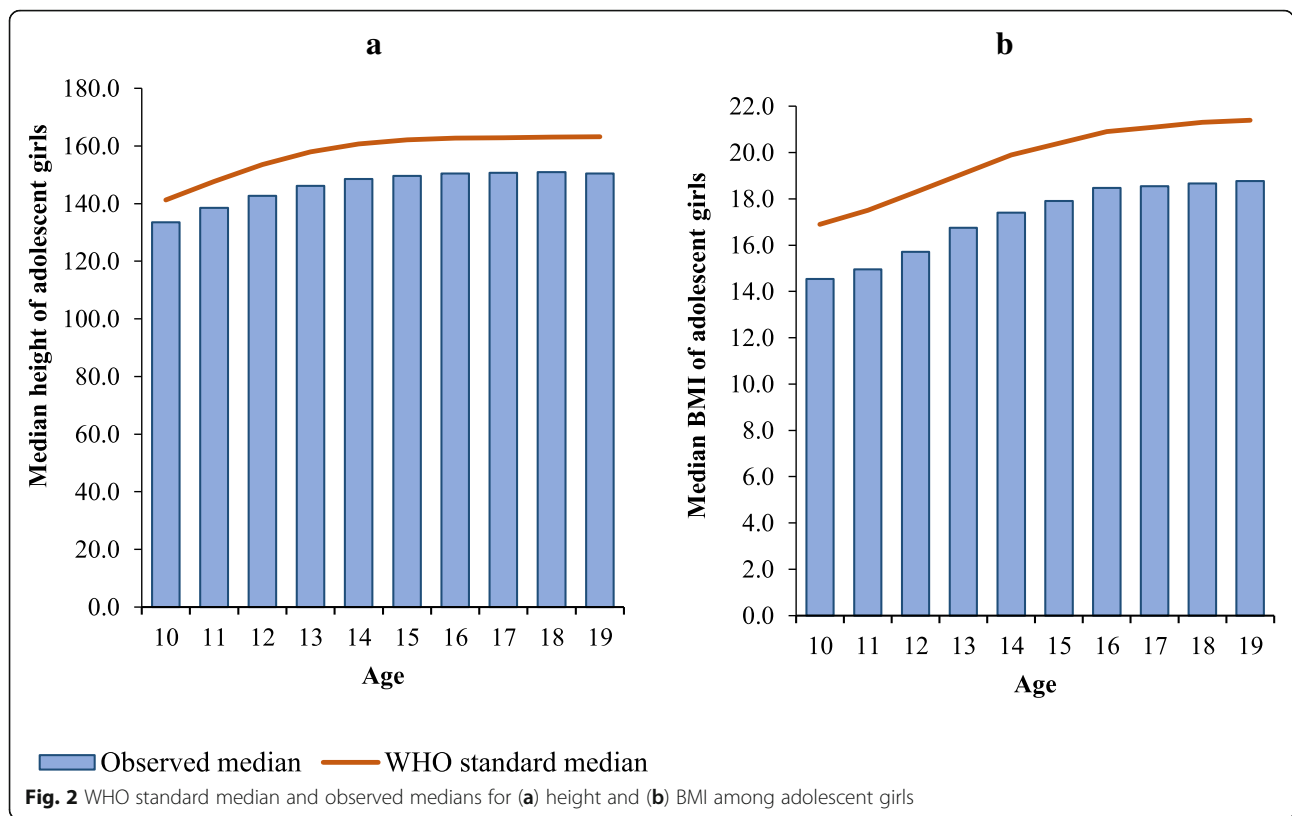 a
180.0
160.0
140.0
120.0
100.0
80.0
60.0
40.0
20.0
0.0
Median height of adolescent girls
10 11 12 13 14 15 16 17 18 19
Age
b
22.0
20.0
18.0
16.0
14.0
12.0
10.0
8.0
6.0
4.0
2.0
0.0
Median BMI of adolescent girls
10 11 12 13 14 15 16 17 18 19
Age
Observed median WHO standard median
Fig. 2 WHO standard median and observed medians for (a) height and (b) BMI among adolescent girls